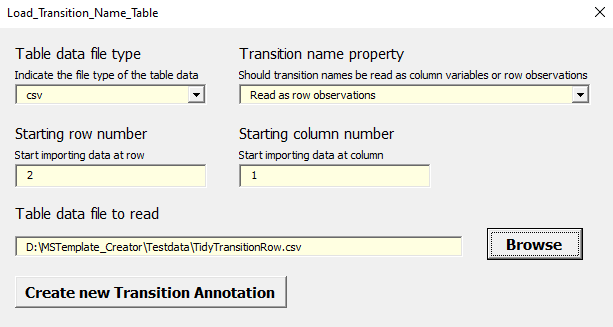 Load_Transition_Name_Table
Table data file type
Indicate the file type of the table data
csv
Transition name property
Should transition names be read as column variables or row observations
Read as row observations
Starting row number
Start importing data at row
2
Starting column number
Start importing data at column
1
Table data file to read
D:\MSTemplate_Creator\Testdata\TidyTransitionRow.csv
Browse
Create new Transition Annotation